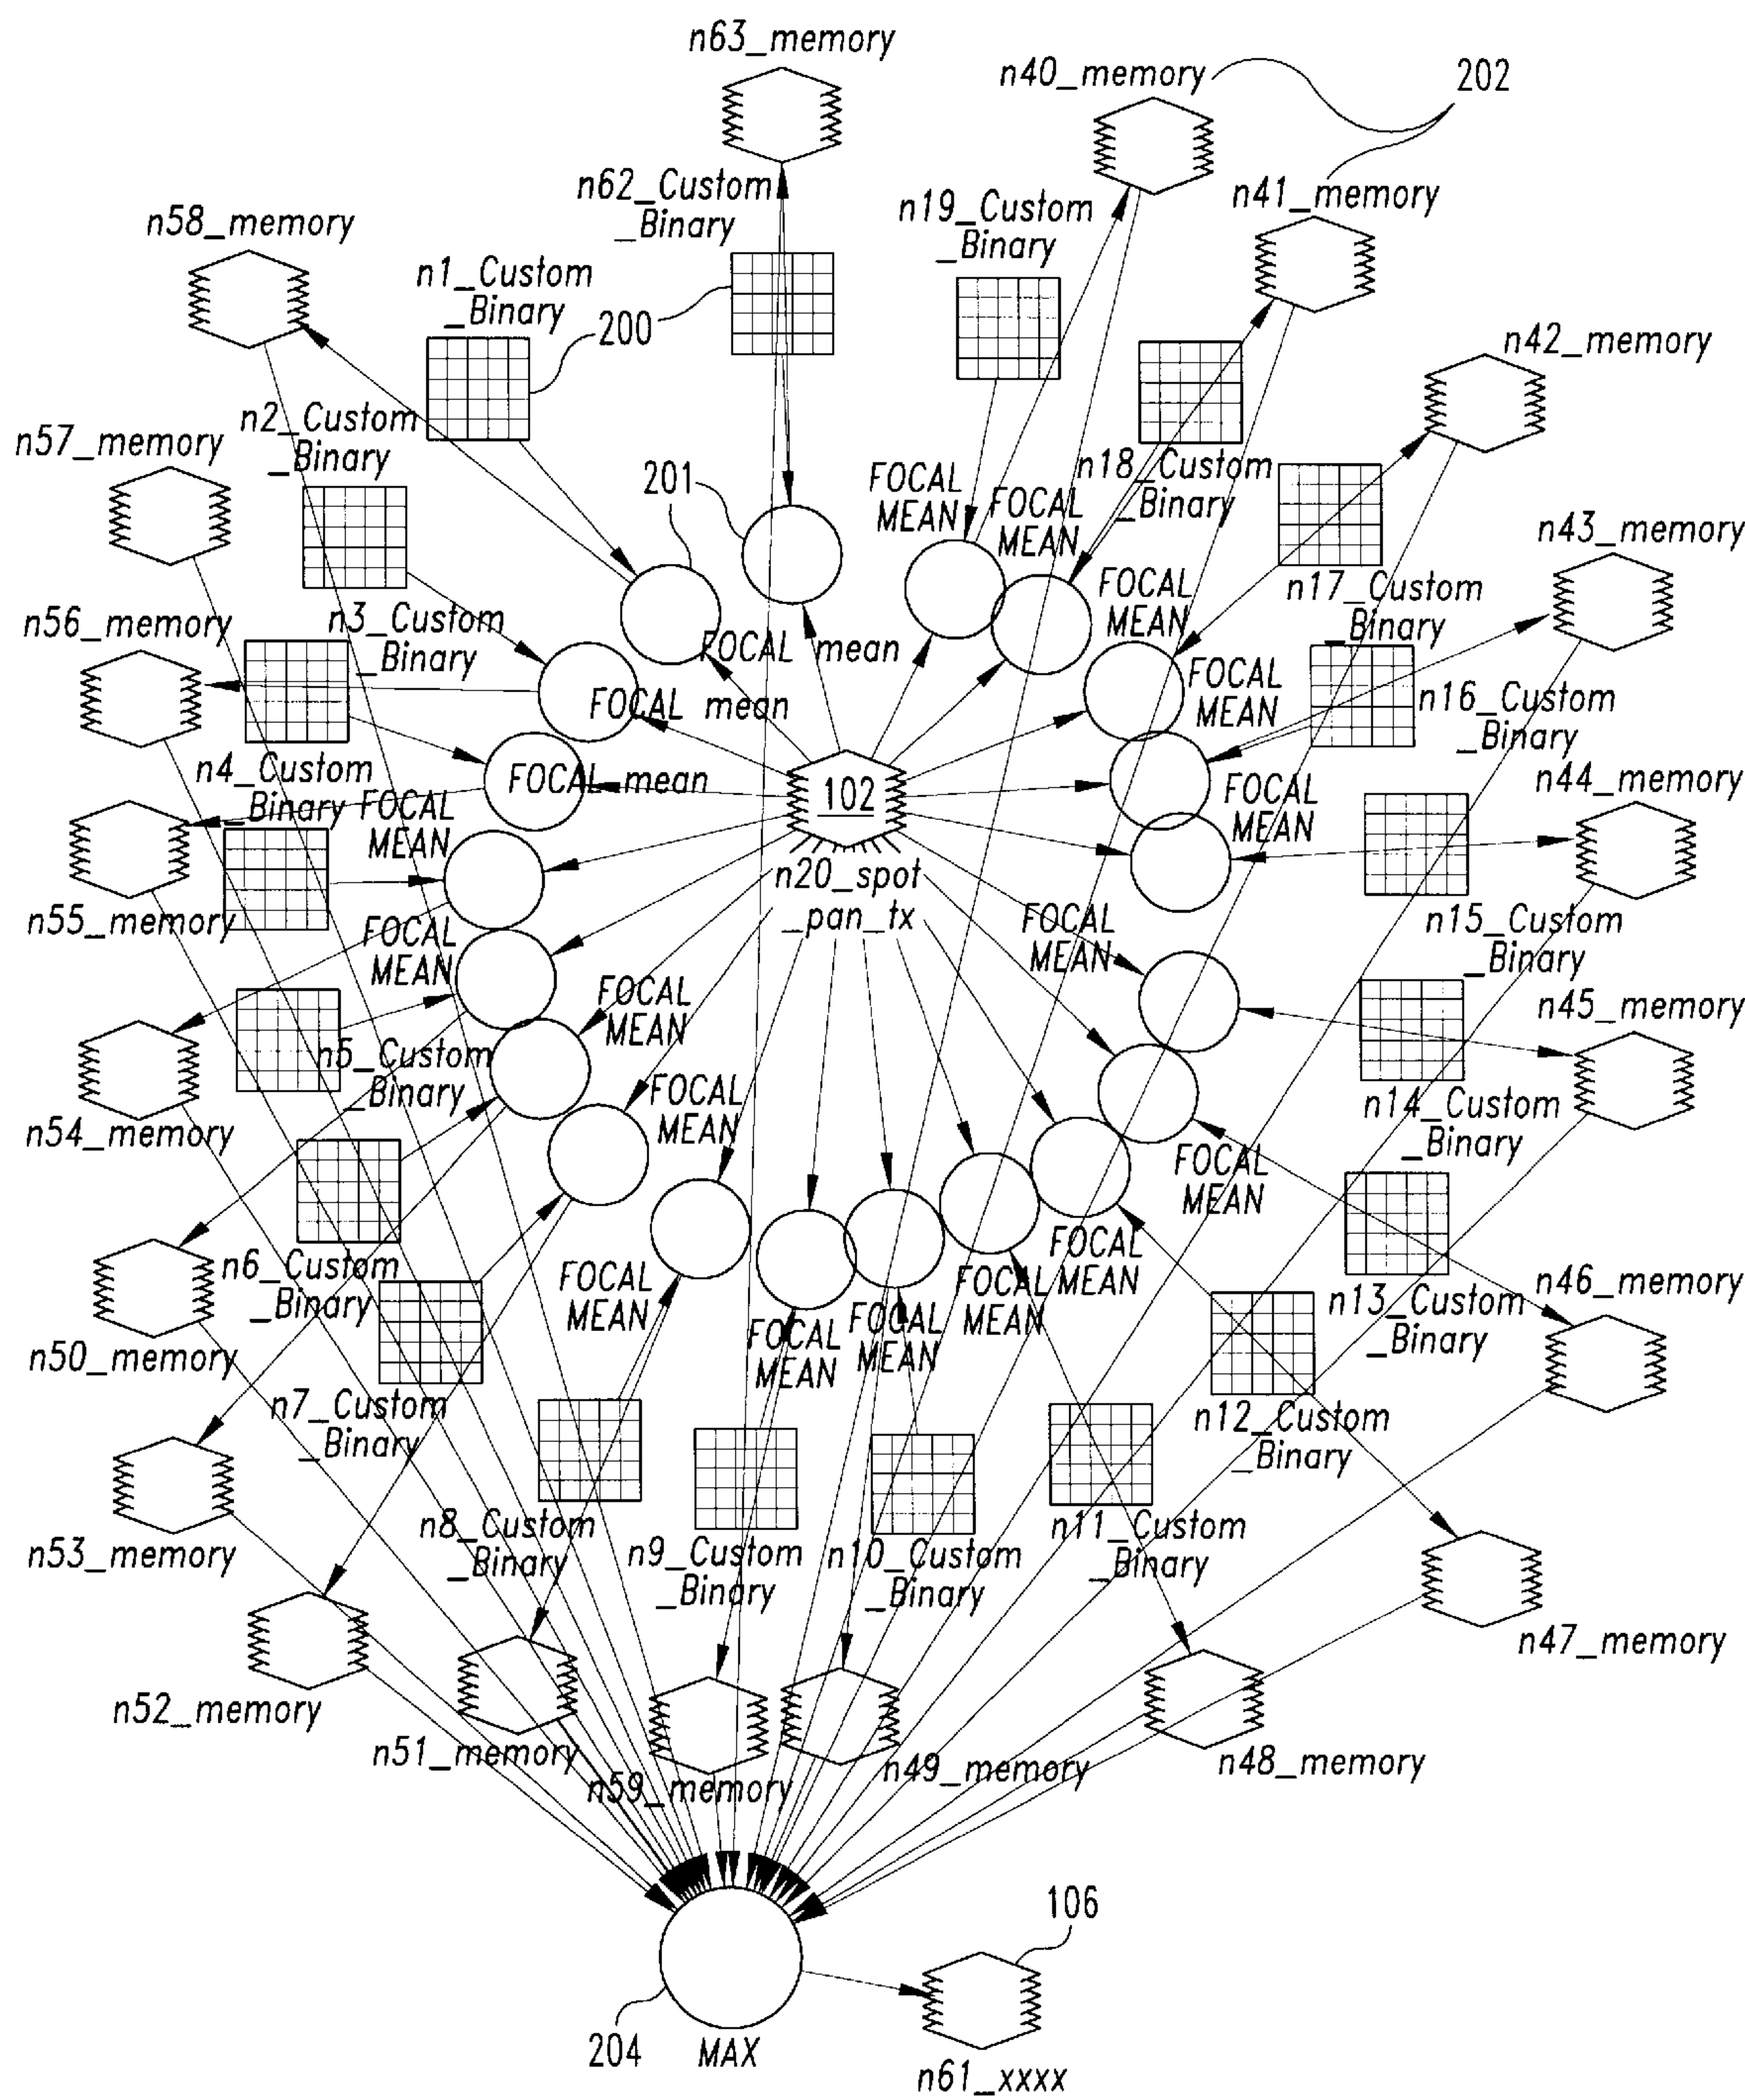 n63_memory
n40_memory
202
n62_Custom
_Binary
n19_Custom
_Binary
n41_memory
n58_memory
n1_Custom
_Binary
200
n42_memory
n2_Custom
_Binary
n57_memory
201
FOCAL
MEAN
FOCAL
MEAN
n18_Custom
_Binary
n43_memory
FOCAL
MEAN
n17_Custom
_Binary
n56_memory
n3_Custom
_Binary
FOCAL mean
FOCAL
MEAN
FOCAL mean
n16_Custom
_Binary
n4_Custom
_Binary
FOCAL mean
102
FOCAL
MEAN
n44_memory
FOCAL
MEAN
n20_spot
_pan_tx
n55_memory
FOCAL
MEAN
FOCAL
MEAN
n15_Custom
_Binary
FOCAL
MEAN
n45_memory
n5_Custom
_Binary
n54_memory
FOCAL
MEAN
n14_Custom
_Binary
FOCAL
MEAN
n6_Custom
_Binary
FOCAL
MEAN
FOCAL
MEAN
FOCAL
MEAN
FOCAL
MEAN
FOCAL
MEAN
n13_Custom
_Binary
n46_memory
n50_memory
n7_Custom
_Binary
n12_Custom
_Binary
n53_memory
n8_Custom
_Binary
n9_Custom
_Binary
n10_Custom
_Binary
n11_Custom
_Binary
n47_memory
n52_memory
n51_memory
n59_memory
n49_memory
n48_memory
106
204
MAX
n61_xxxx